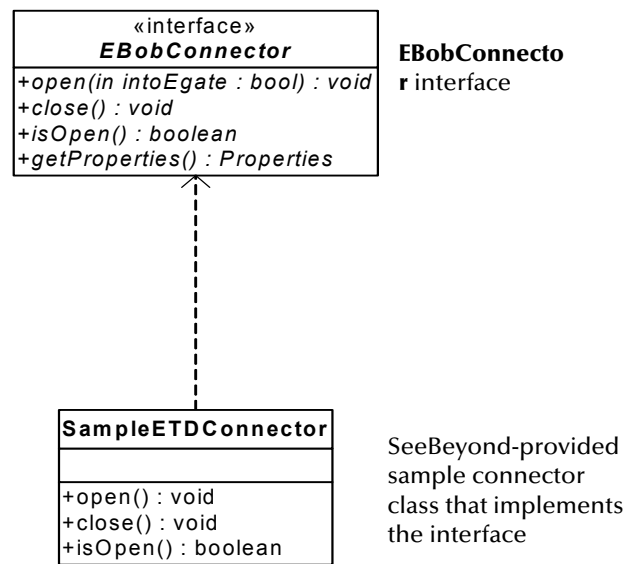 «interface»
EBobConnector
+open(in intoEgate : bool) : void
+close() : void
+isOpen() : boolean
+getProperties() : Properties
EBobConnecto
r interface
SampleETDConnector
+open() : void
+close() : void
+isOpen() : boolean
SeeBeyond-provided
sample connector
class that implements
the interface